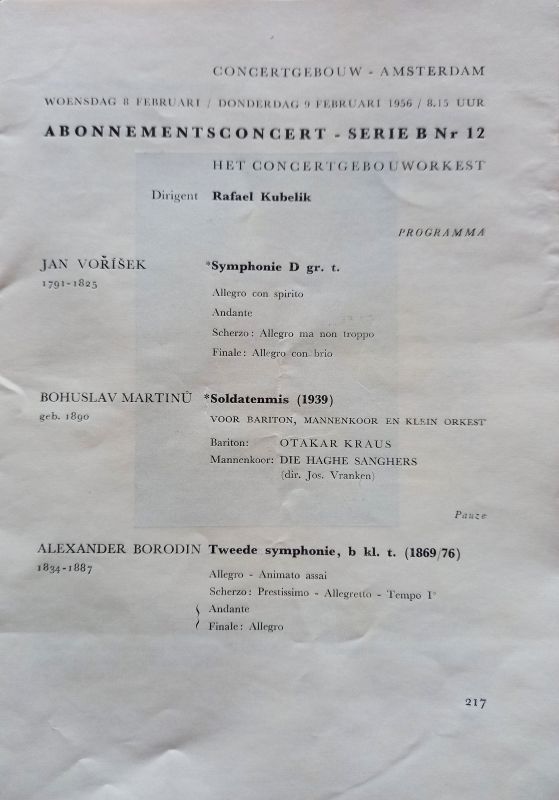 CONCERTGEBOUW - AMSTERDAM
WOENSDAG 8 FEBRUARI / DONDERDAG 9 FEBRUARI 1956 / 8.15 UUR
ABONNEMENTSCONCERT - SERIE B Nr 12
HET CONCERTGEBOUWORKEST
Dirigent Rafael Kubelik
PROGRAMMA
JAN VOŘÍŠEK *Symphonie D gr. t.
1791-1825
Allegro con spirito
Andante
Scherzo: Allegro ma non troppo
Finale: Allegro con brio
BOHUSLAV MARTINŮ *Soldatenmis (1939)
geb. 1890 VOOR BARITON, MANNENKOOR EN KLEIN ORKEST
Bariton: OTAKAR KRAUS
Mannenkoor: DIE HAGHE SANGHERS
(dir. Jos. Vranken)
Pauze
ALEXANDER BORODIN Tweede symphonie, b kl. t. (1869/76)
1834-1887
Allegro - Animato assai
Scherzo: Prestissimo - Allegretto - Tempo I°
Andante
Finale: Allegro
217